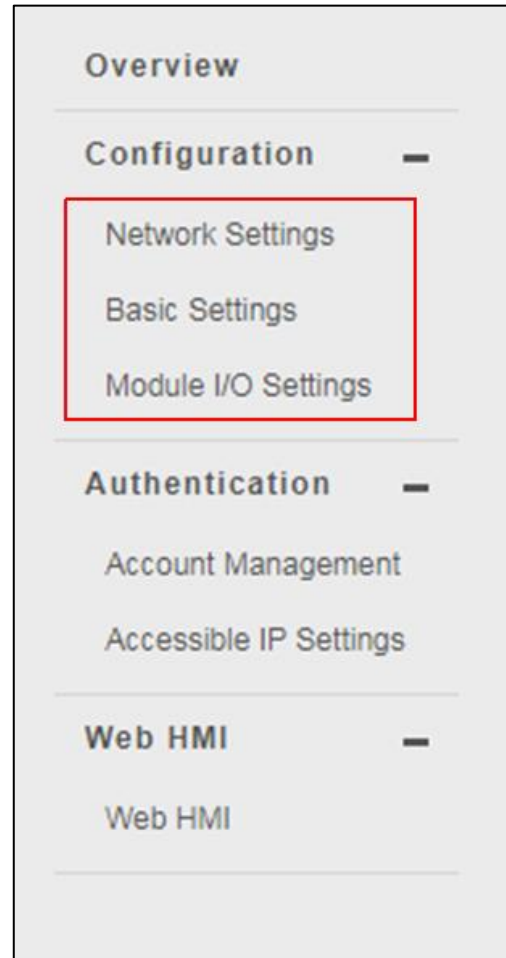 Overview
Configuration
Network Settings
Basic Settings
Module I/O Settings
Authentication
Account Management
Accessible IP Settings
Web HMI
Web HMI